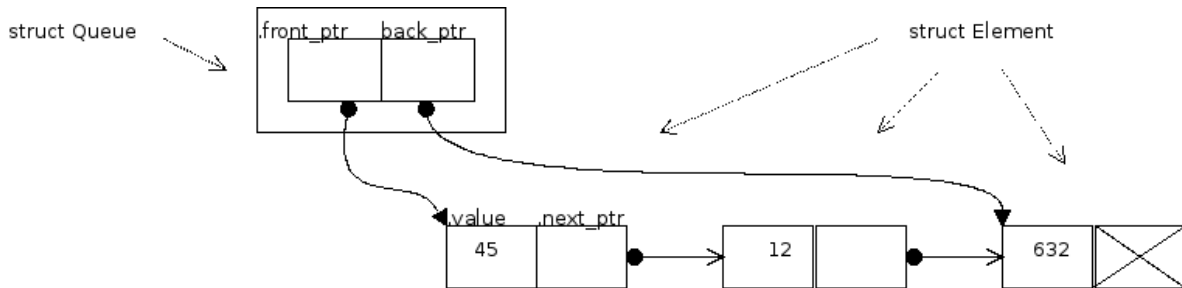 struct Queue
.front_ptr back_ptr
struct Element
.value .next_ptr
45 12 632